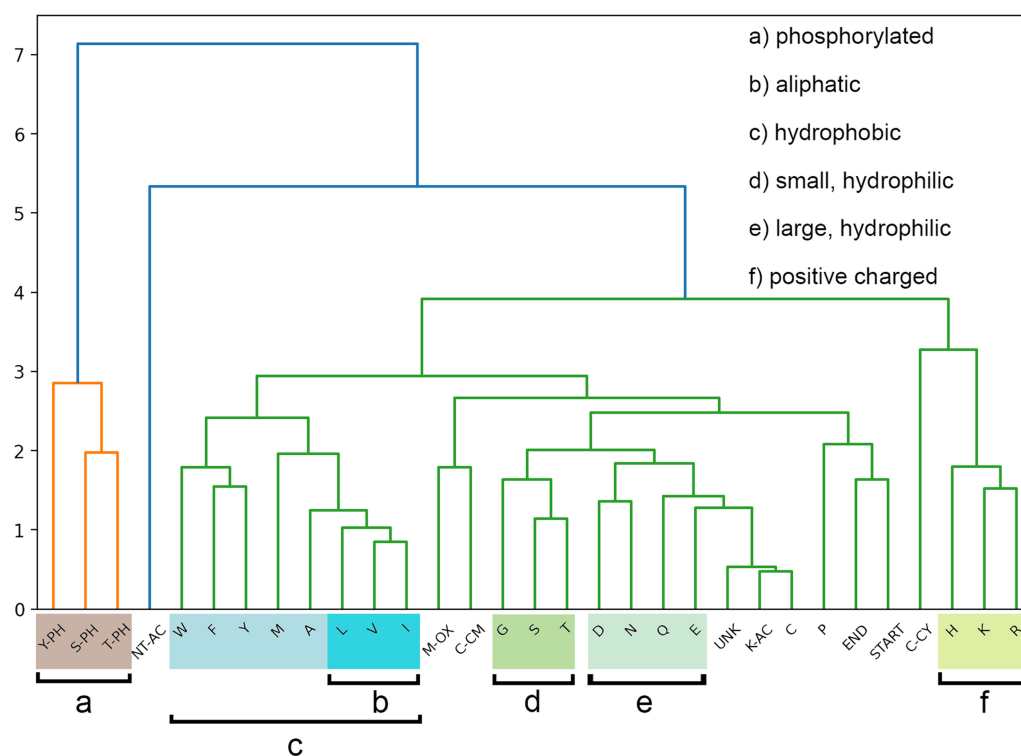 7
6
5
4
3
2
1
0
a) phosphorylated
b) aliphatic
c) hydrophobic
d) small, hydrophilic
e) large, hydrophilic
f) positive charged
Y-PH S-PH T-PH NT-AC W F Y M A L V I M-OX C-CM G S T D N Q E UNK K-AC C P END START C-CY H K R
a b d e f
c